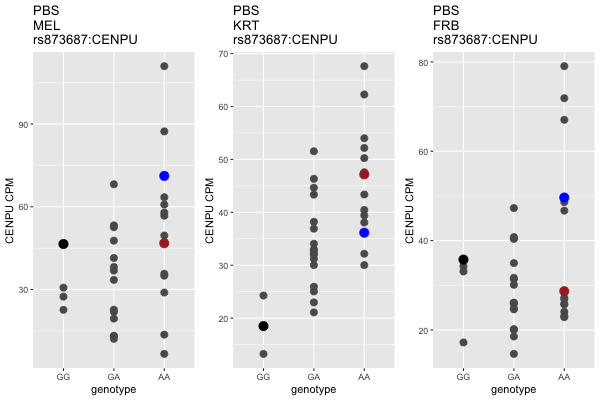 PBS
MEL
rs873687:CENPU
CENPU CPM
90
60
30
GG
GA
AA
genotype
PBS
KRT
rs873687:CENPU
CENPU CPM
70
60
50
40
30
20
GG
GA
AA
genotype
PBS
FRB
rs873687:CENPU
CENPU CPM
80
60
40
20
GG
GA
AA
genotype